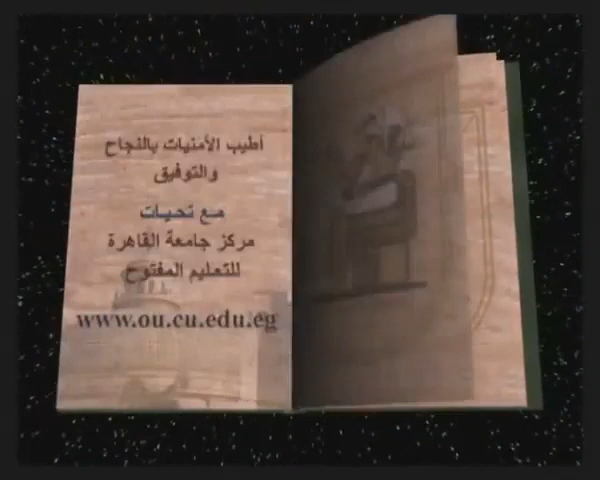 أطيب الأمنيات بالنجاح
والتوفيق
مع تحيات
مركز جامعة القاهرة
للتعليم المفتوح
www.ou.cu.edu.eg